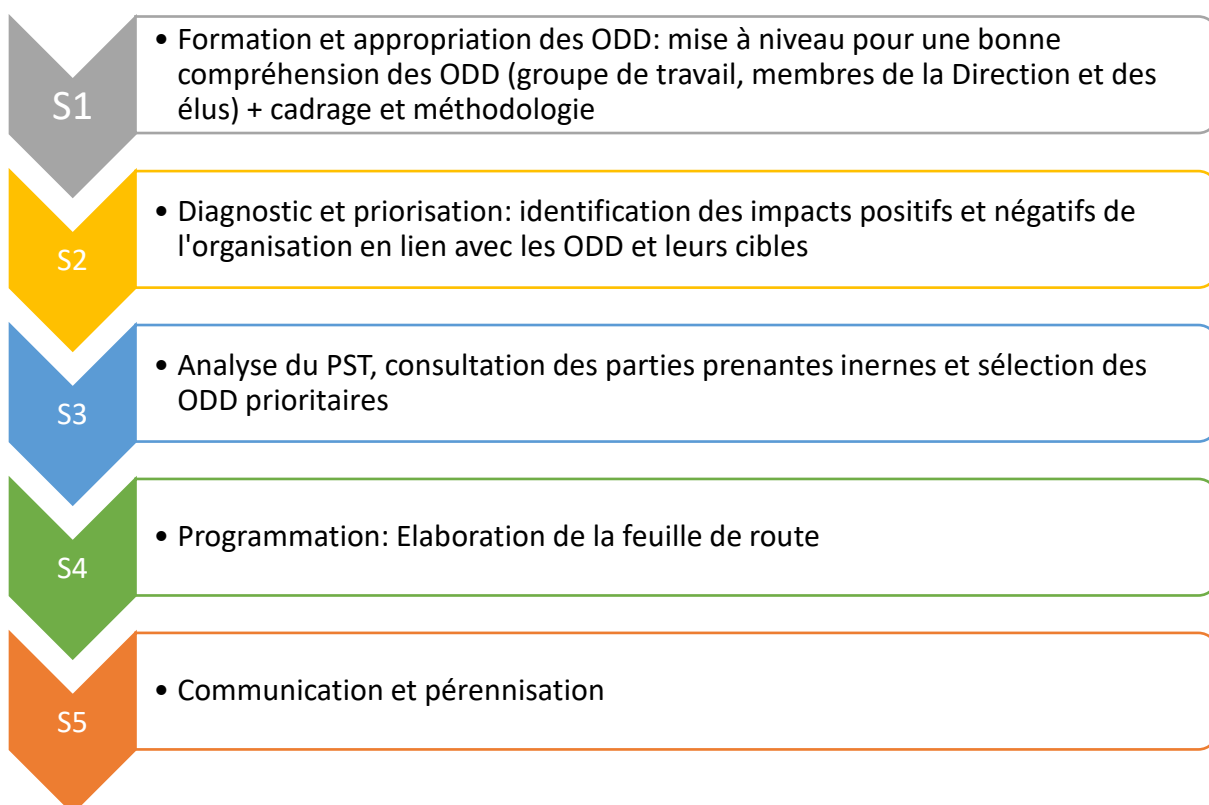 S1
• Formation et appropriation des ODD: mise à niveau pour une bonne
compréhension des ODD (groupe de travail, membres de la Direction et des
élus) + cadrage et méthodologie
S2
• Diagnostic et priorisation: identification des impacts positifs et négatifs de
l'organisation en lien avec les ODD et leurs cibles
S3
• Analyse du PST, consultation des parties prenantes inernes et sélection des
ODD prioritaires
S4
• Programmation: Elaboration de la feuille de route
S5
• Communication et pérennisation